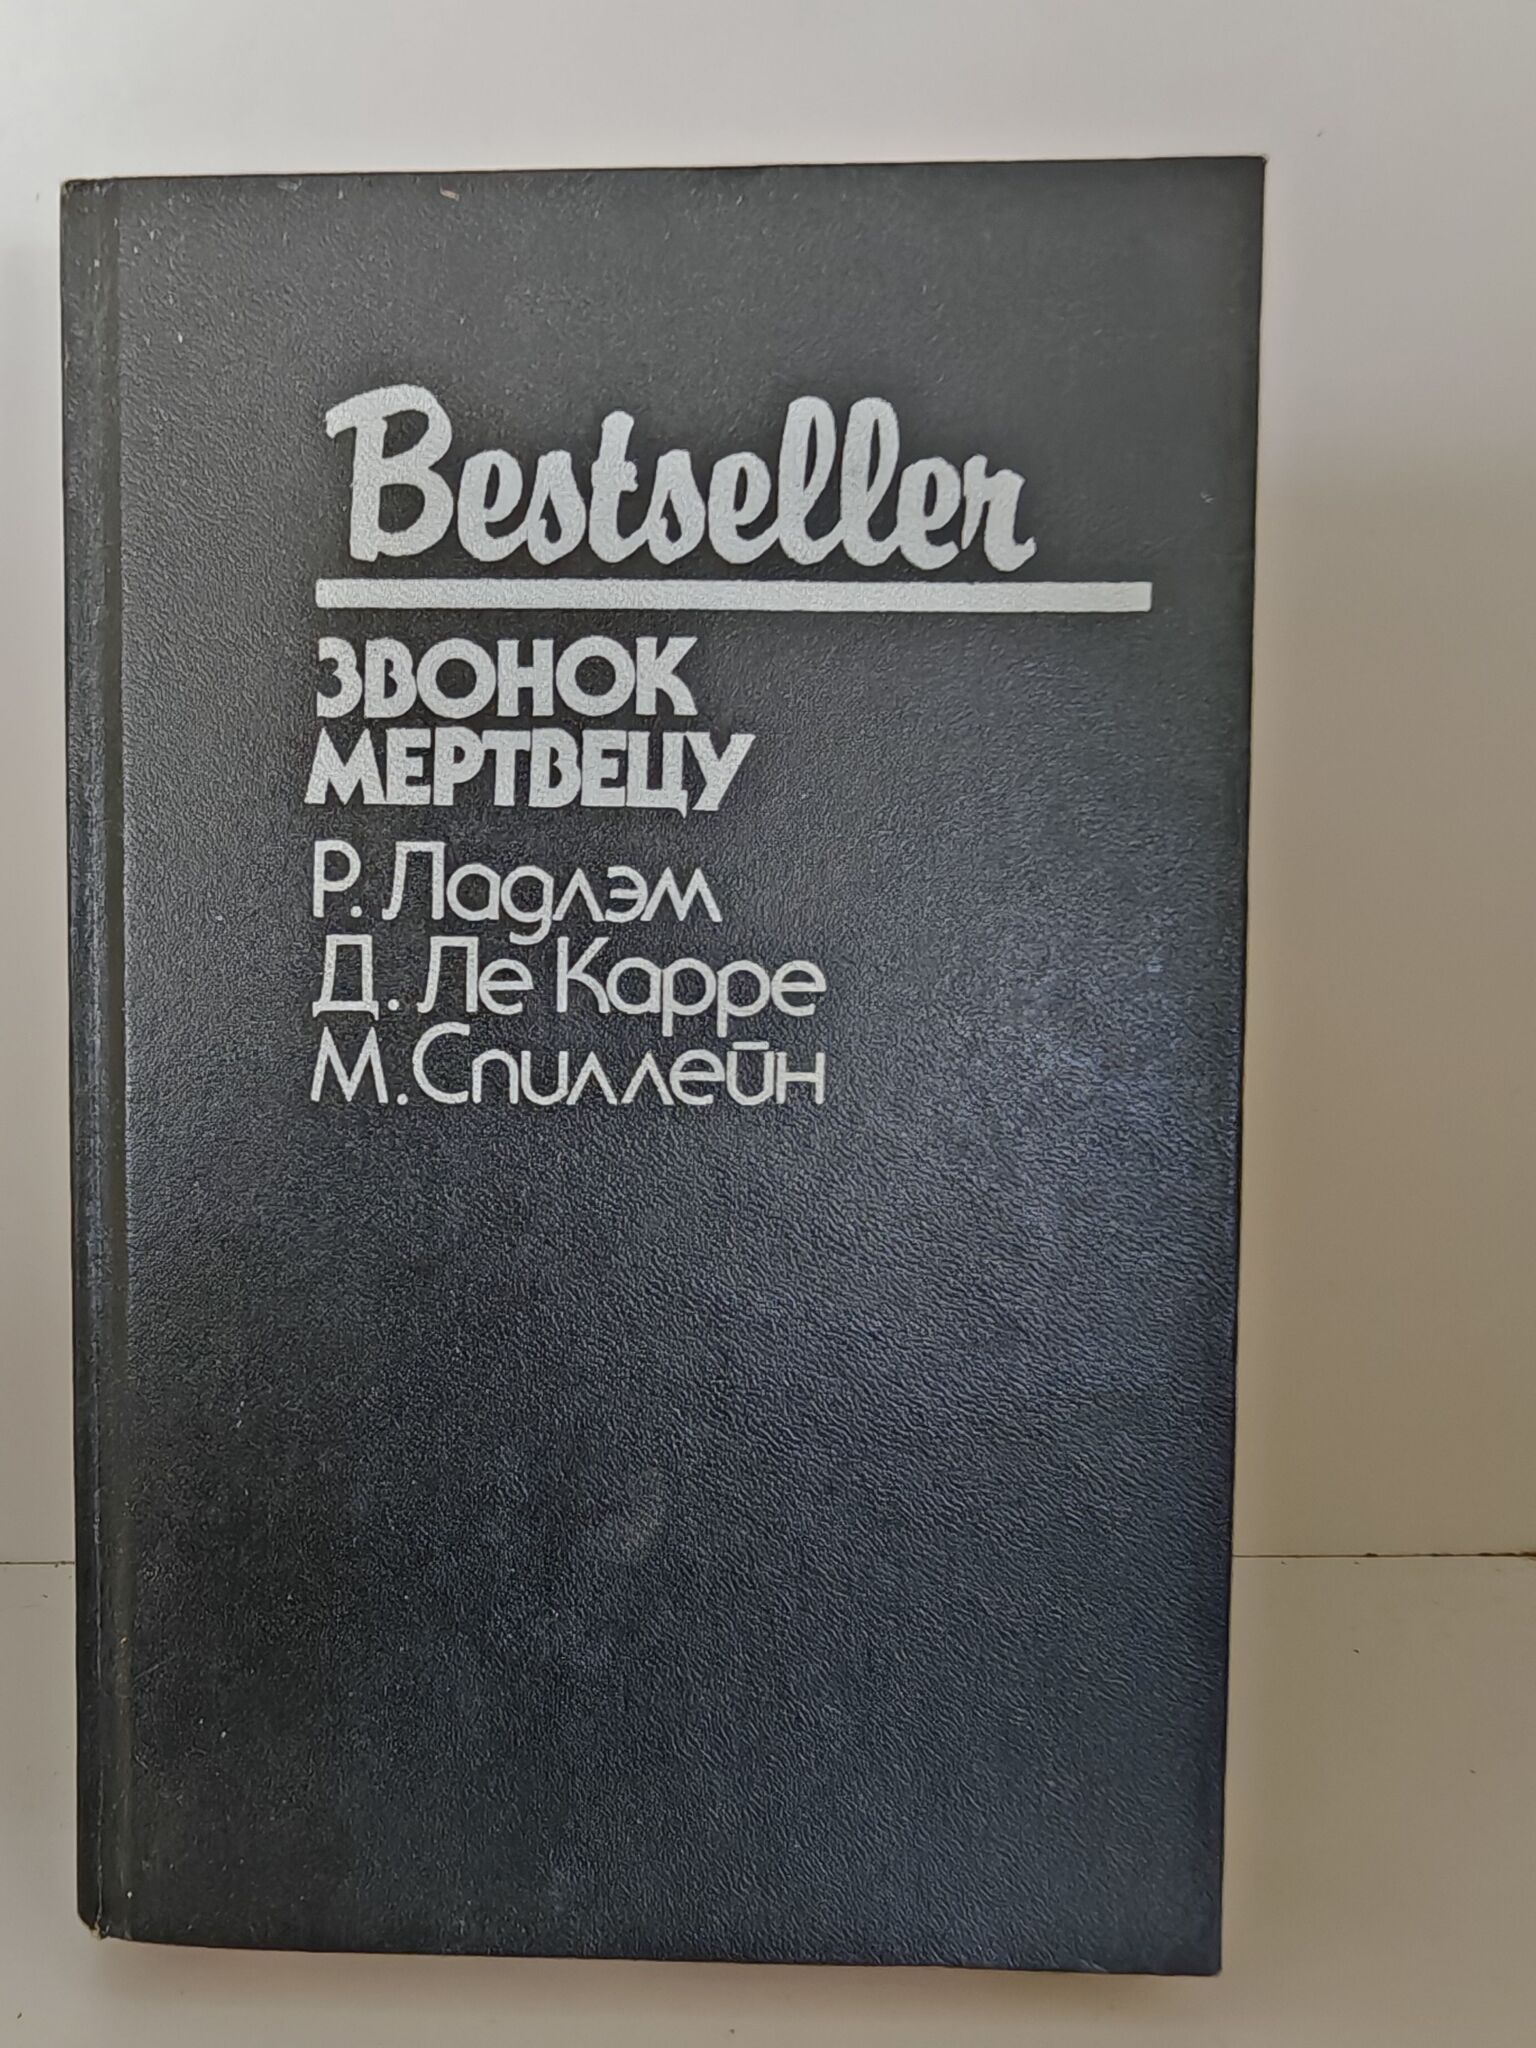 Bestseller
ЗВОНОК
МЕРТВЕЦУ
Р. Ладлэм
Д. Ле Карре
М. Спиллейн